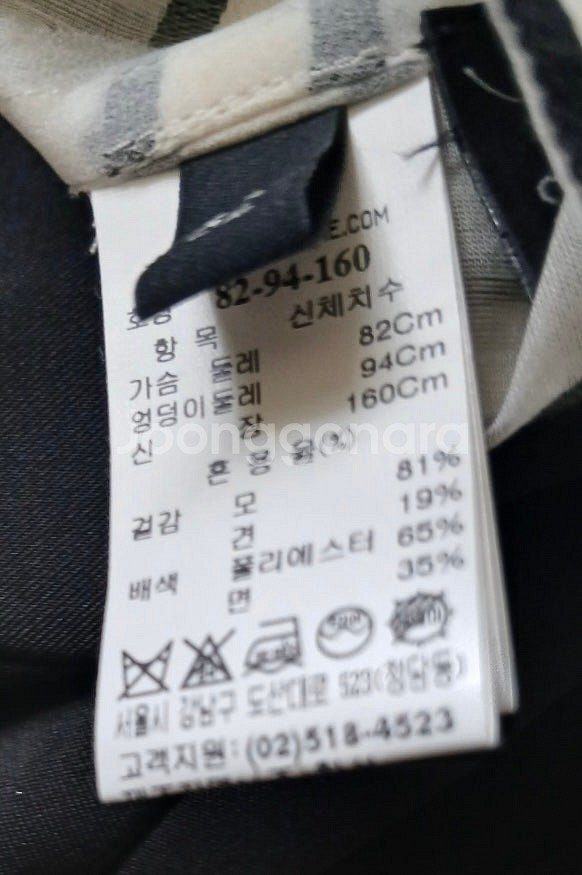 E.COM
82-94-160
호칭
항 목 신체치수
가슴 둘레 82Cm
엉덩이둘레 94Cm
신 장 160Cm
혼 용 율(%)
겉감 모 81%
견 19%
배색 폴리에스터 65%
면 35%
서울시 강남구 도산대로 523(청담동)
고객지원:(02)518-4523